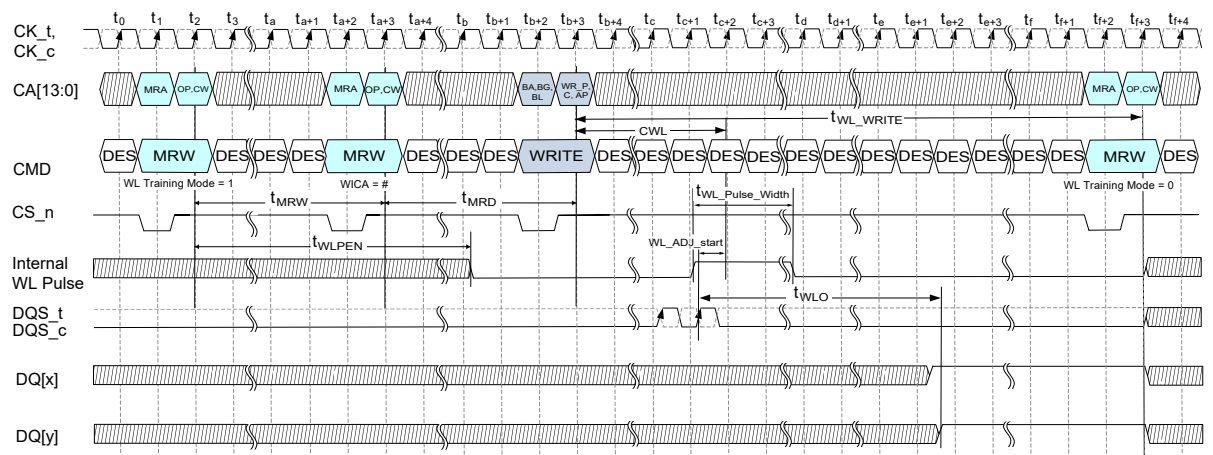 t0 t1 t2 t3 ta ta+1 ta+2 ta+3 ta+4 tb tb+1 tb+2 tb+3 tb+4 tc tc+1 tc+2 tc+3 td td+1 te te+1 te+2 te+3 tf tf+1 tf+2 tf+3 tf+4
CK_t,
CK_c
CA[13:0] MRA OP,CW MRA OP,CW BA,BG, BL WR_P, C, AP MRA OP,CW
tWL_WRITE
CWL
CMD DES MRW DES DES DES MRW DES DES DES WRITE DES DES DES DES DES DES DES DES DES DES DES DES MRW DES
WL Training Mode = 1 WICA = # WL Training Mode = 0
tMRW tMRD tWL_Pulse_Width
CS_n
WL_ADJ_start
tWLPEN
Internal
WL Pulse
tWLO
DQS_t
DQS_c
DQ[x]
DQ[y]